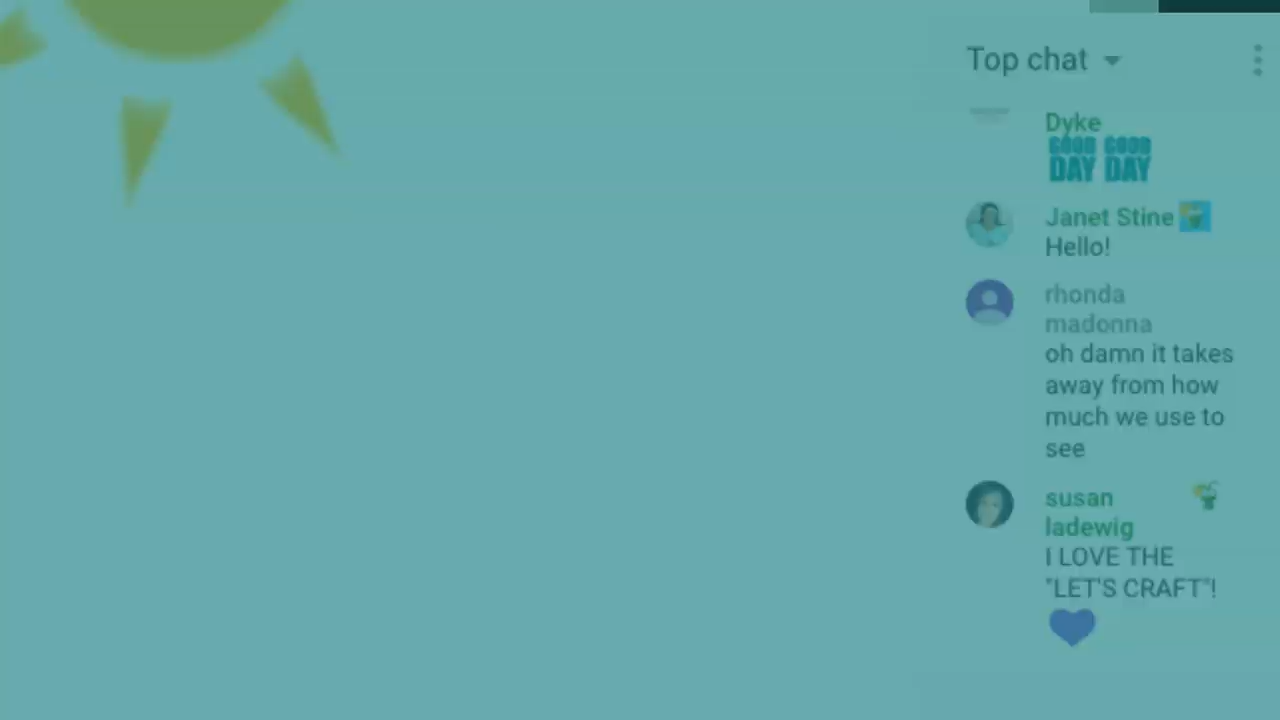 Top chat
Dyke
GOOD GOOD
DAY DAY
Janet Stine
Hello!
rhonda
madonna
oh damn it takes
away from how
much we use to
see
susan
ladewig
I LOVE THE
"LET'S CRAFT"!